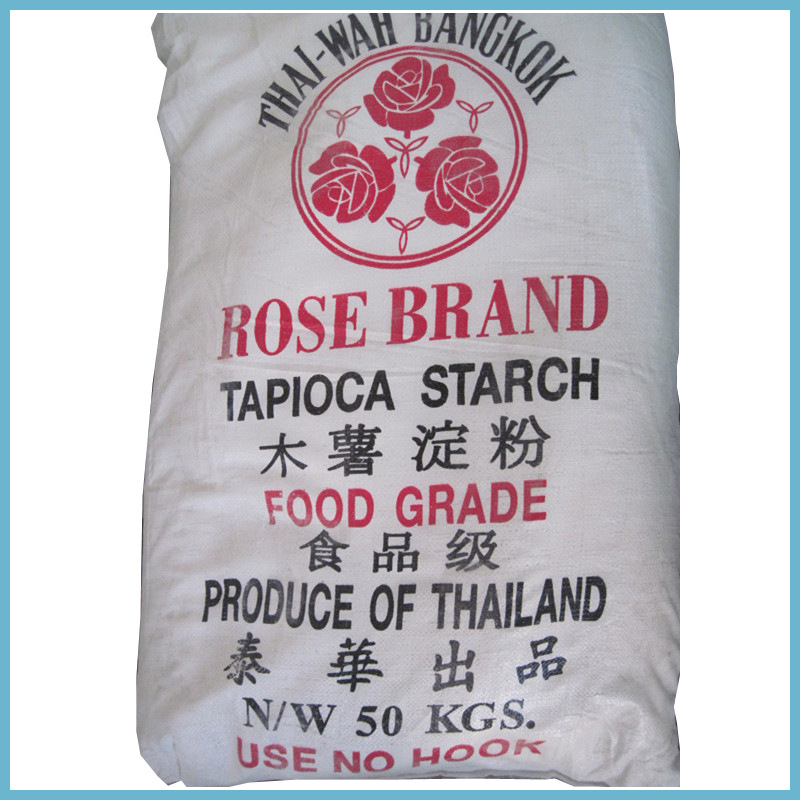 THAI-WAH BANGKOK
ROSE BRAND
TAPIOCA STARCH
木薯淀粉
FOOD GRADE
食品级
PRODUCE OF THAILAND
泰華出品
N/W 50 KGS.
USE NO HOOK